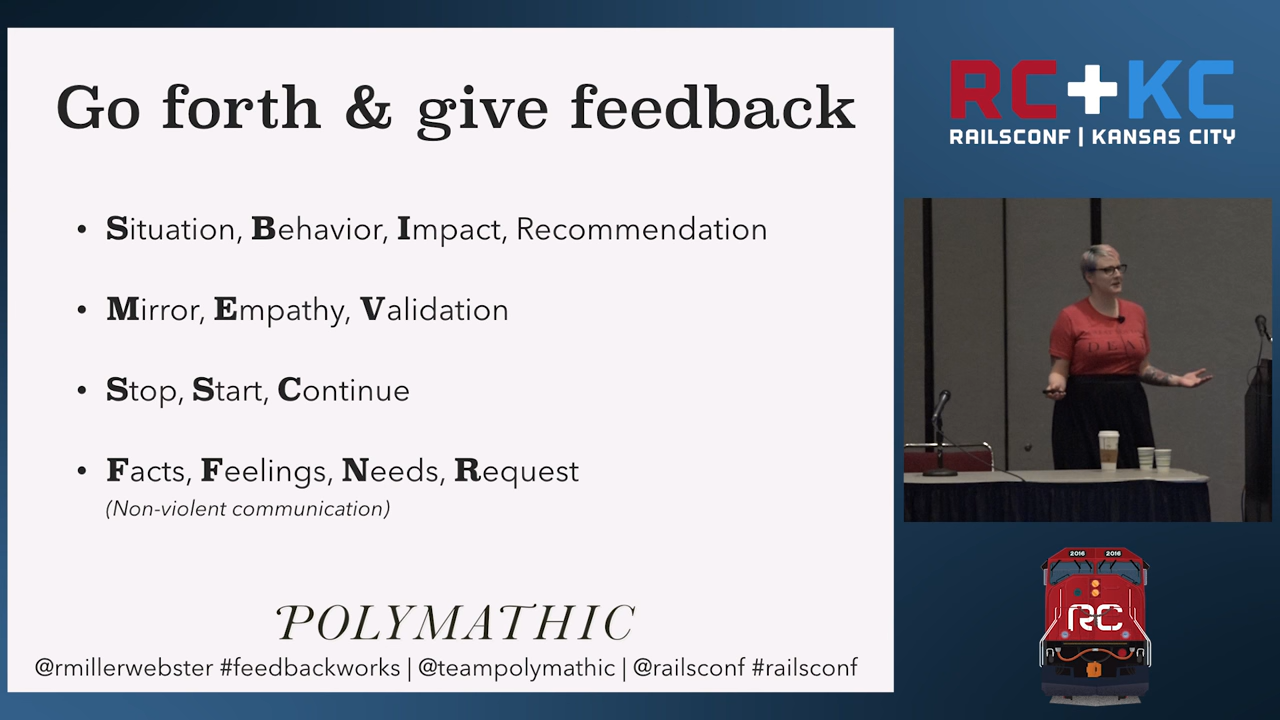 Go forth & give feedback
• Situation, Behavior, Impact, Recommendation
• Mirror, Empathy, Validation
• Stop, Start, Continue
• Facts, Feelings, Needs, Request
(Non-violent communication)
POLYMATHIC
@rmillerwebster #feedbackworks | @teampolymathic | @railsconf #railsconf
RC+KC
RAILSCONF | KANSAS CITY
2016 2016
RC